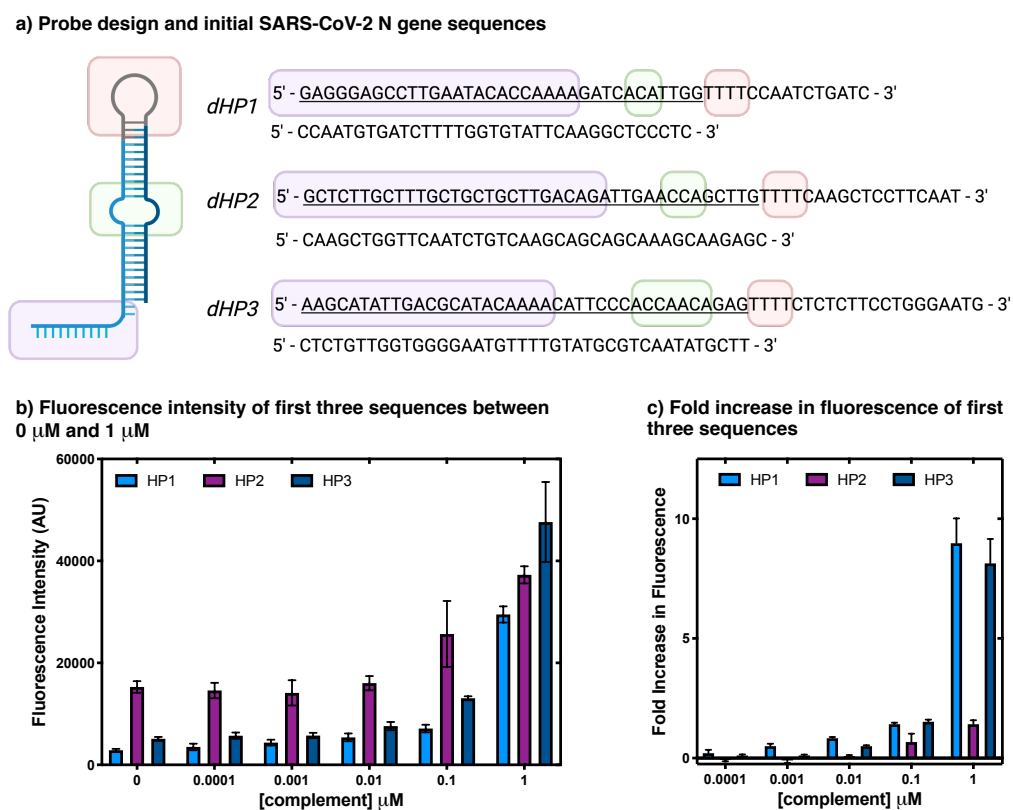 a) Probe design and initial SARS-CoV-2 N gene sequences
dHP1
5' - GAGGGAGCCTTGAATACACCAAAAGATCACATTGGTTTTCCAATCTGATC - 3'
5' - CCAATGTGATCTTTTGGTGTATTCAAGGCTCCCTC - 3'
dHP2
5' - GCTCTTGCTTTGCTGCTGCTTGACAGATTGAACCAGCTTGTTTTCAAGCTCCTTCAAT - 3'
5' - CAAGCTGGTTCAATCTGTCAAGCAGCAGCAAAGCAAGAGC - 3'
dHP3
5' - AAGCATATTGACGCATACAAAACATTCCCACCAACAGAGTTTTCTCTCTTCCTGGGAATG - 3'
5' - CTCTGTTGGTGGGGAATGTTTTGTATGCGTCAATATGCTT - 3'
b) Fluorescence intensity of first three sequences between
0 μM and 1 μM
60000
40000
20000
0
Fluorescence Intensity (AU)
HP1 HP2 HP3
0 0.0001 0.001 0.01 0.1 1
[complement] μM
c) Fold increase in fluorescence of first
three sequences
10
5
0
Fold Increase in Fluorescence
HP1 HP2 HP3
0.0001 0.001 0.01 0.1 1
[complement] μM